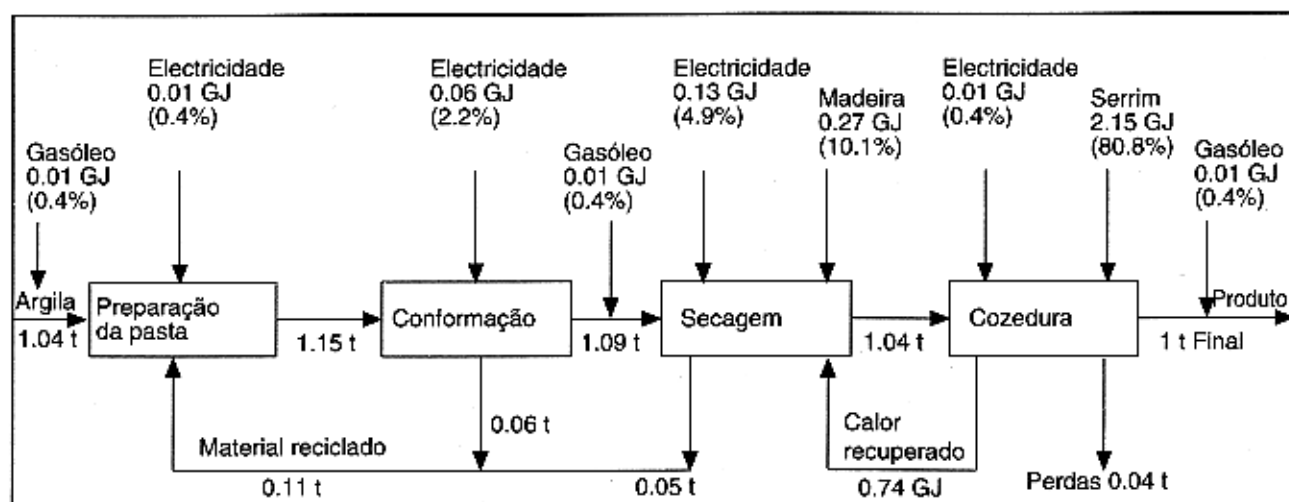 Electricidade
0.01 GJ
(0.4%)
Electricidade
0.06 GJ
(2.2%)
Electricidade
0.13 GJ
(4.9%)
Madeira
0.27 GJ
(10.1%)
Electricidade
0.01 GJ
(0.4%)
Serrim
2.15 GJ
(80.8%)
Gasóleo
0.01 GJ
(0.4%)
Gasóleo
0.01 GJ
(0.4%)
Gasóleo
0.01 GJ
(0.4%)
Argila
1.04 t
Preparação
da pasta
1.15 t
Conformação
1.09 t
Secagem
1.04 t
Cozedura
Produto
1 t Final
0.06 t
Material reciclado
0.11 t
0.05 t
Calor
recuperado
0.74 GJ
Perdas 0.04 t